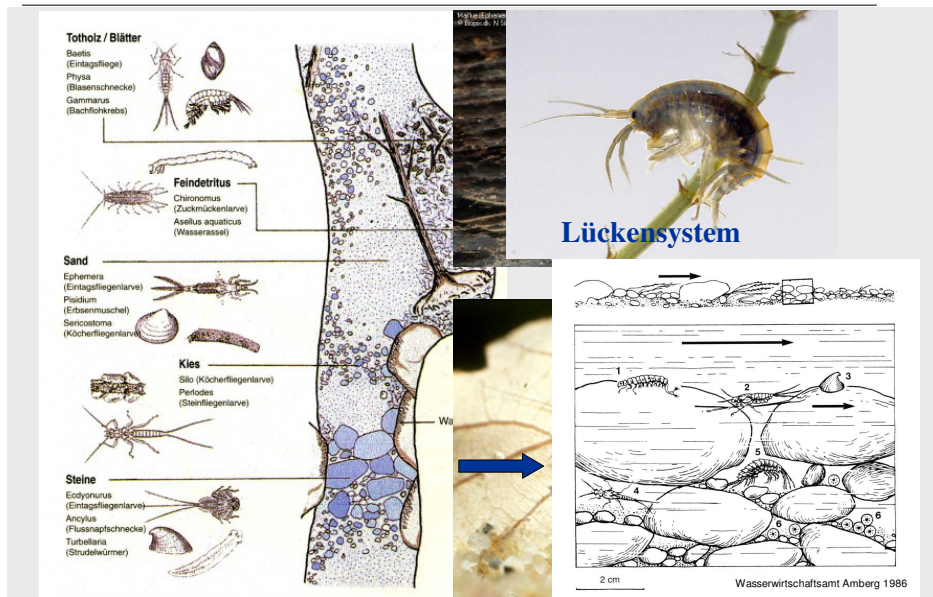 Totholz / Blätter
Baetis
(Eintagsfliege)
Physa
(Blasenschnecke)
Gammarus
(Bachflohkrebs)
Feindetritus
Chironomus
(Zuckmückenlarve)
Asellus aquaticus
(Wasserassel)
Sand
Ephemera
(Eintagsfliegenlarve)
Pisidium
(Erbsenmuschel)
Sericostoma
(Köcherfliegenlarve)
Kies
Silo (Köcherfliegenlarve)
Perlodes
(Steinfliegenlarve)
Wa
Steine
Ecdyonurus
(Eintagsfliegenlarve)
Ancylus
(Flussnapfschnecke)
Turbellaria
(Strudelwürmer)
Lückensystem
1
2
3
5
4
6
6
2 cm
Wasserwirtschaftsamt Amberg 1986